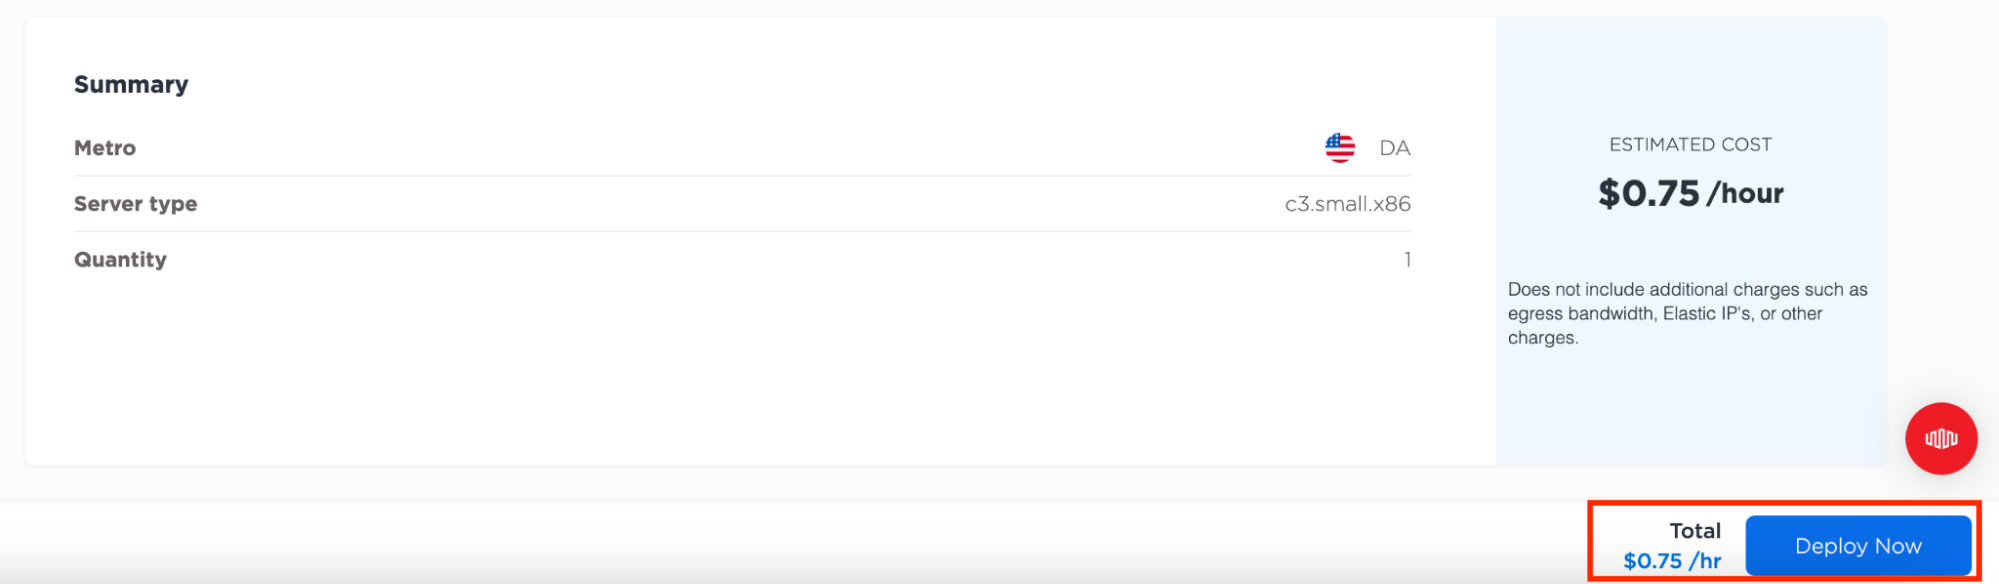 Summary
Metro DA
Server type c3.small.x86
Quantity 1
ESTIMATED COST
$0.75 /hour
Does not include additional charges such as
egress bandwidth, Elastic IP's, or other
charges.
Total
$0.75 /hr
Deploy Now